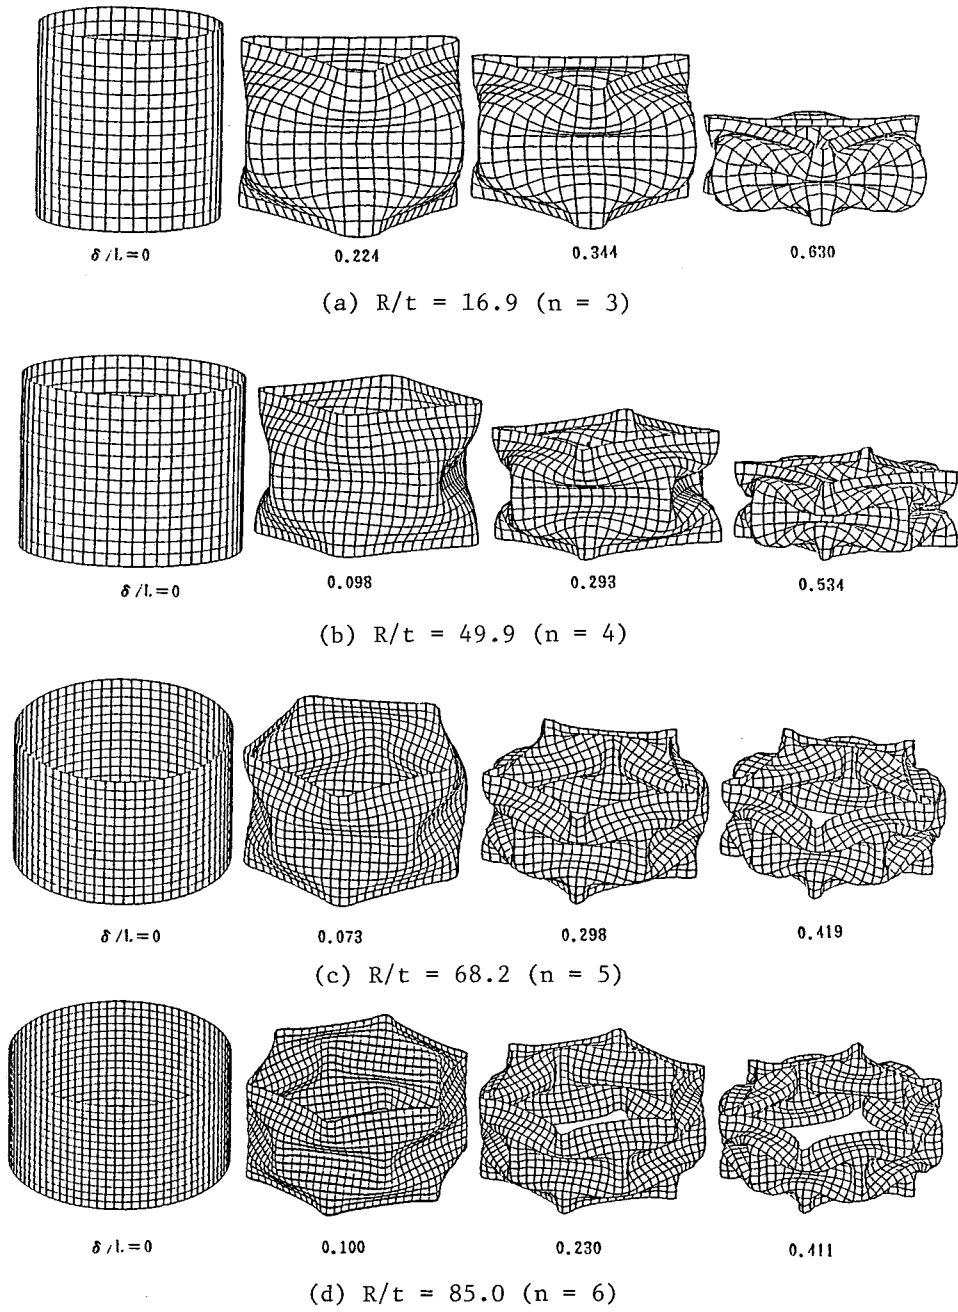 δ/L=0 0.224 0.344 0.630
(a) R/t = 16.9 (n = 3)
δ/L=0 0.098 0.293 0.534
(b) R/t = 49.9 (n = 4)
δ/L=0 0.073 0.298 0.419
(c) R/t = 68.2 (n = 5)
δ/L=0 0.100 0.230 0.411
(d) R/t = 85.0 (n = 6)